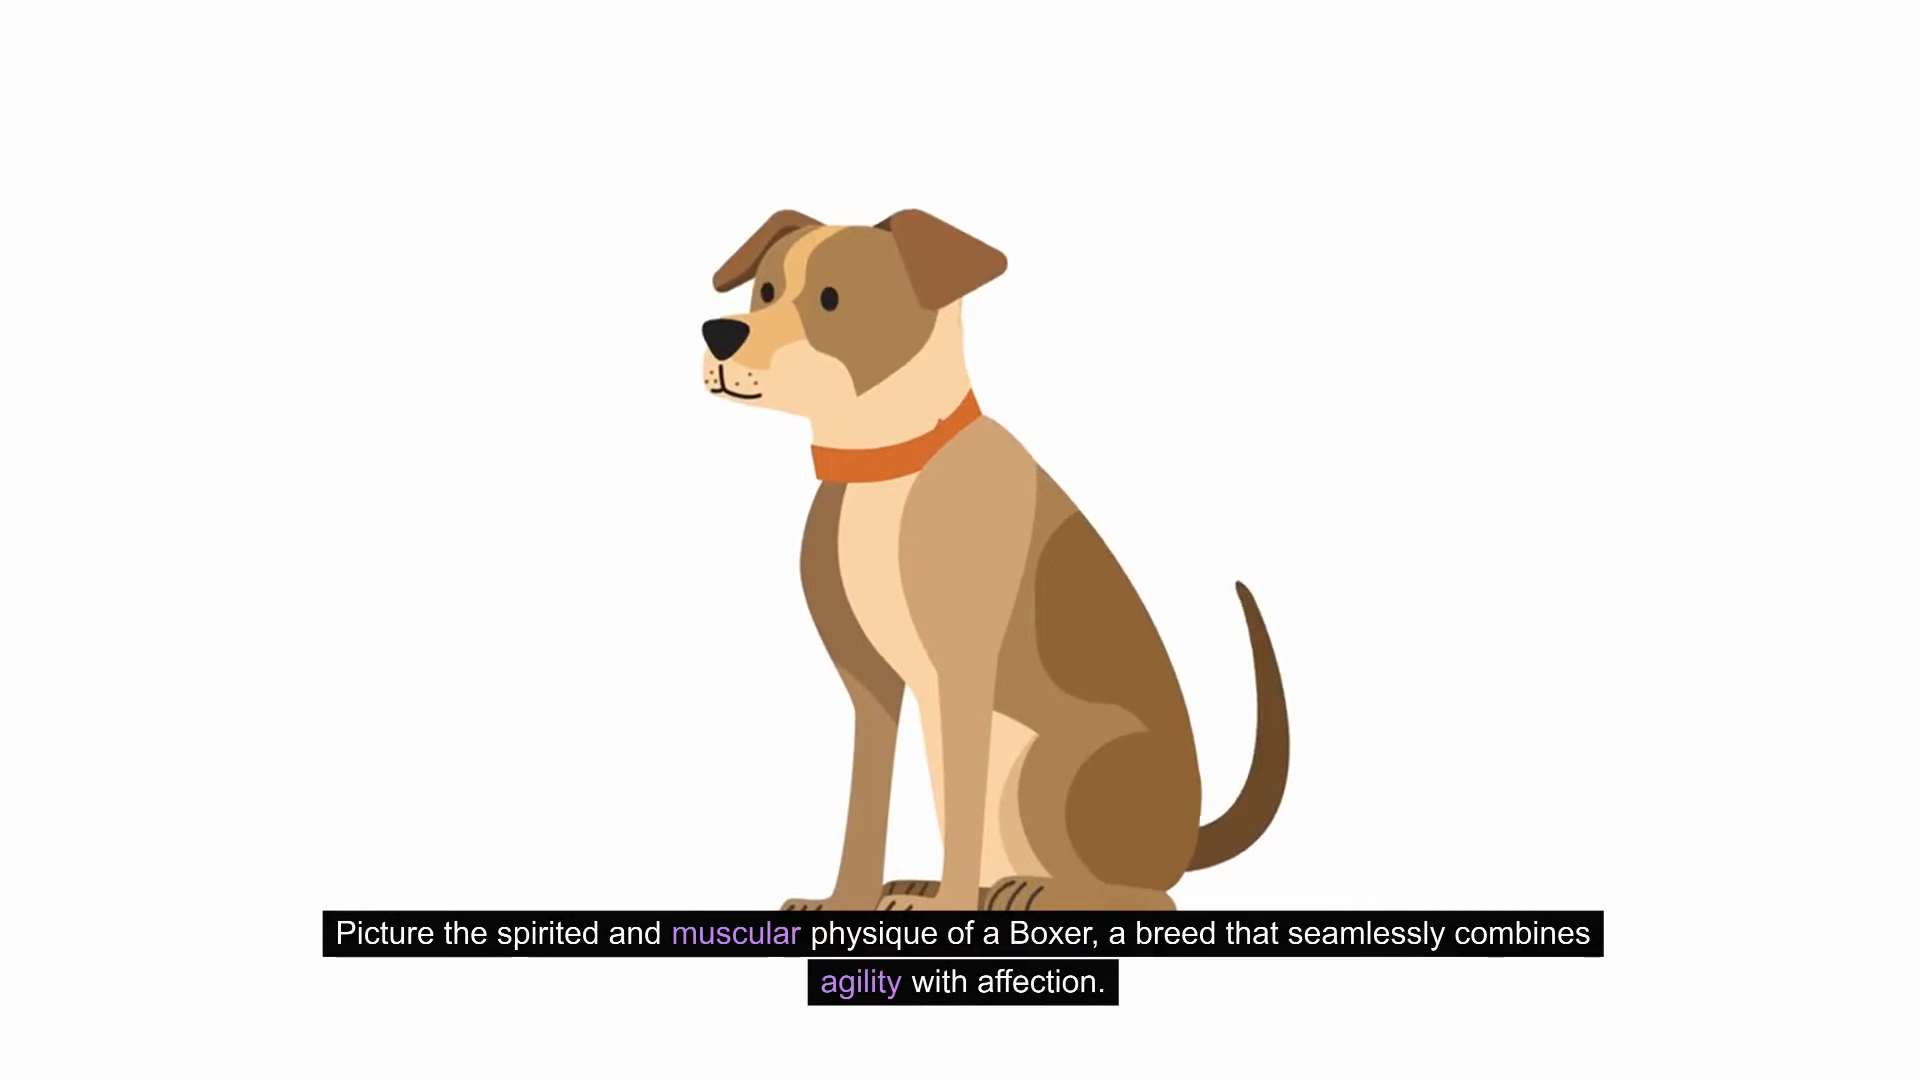 Picture the spirited and muscular physique of a Boxer, a breed that seamlessly combines
agility with affection.